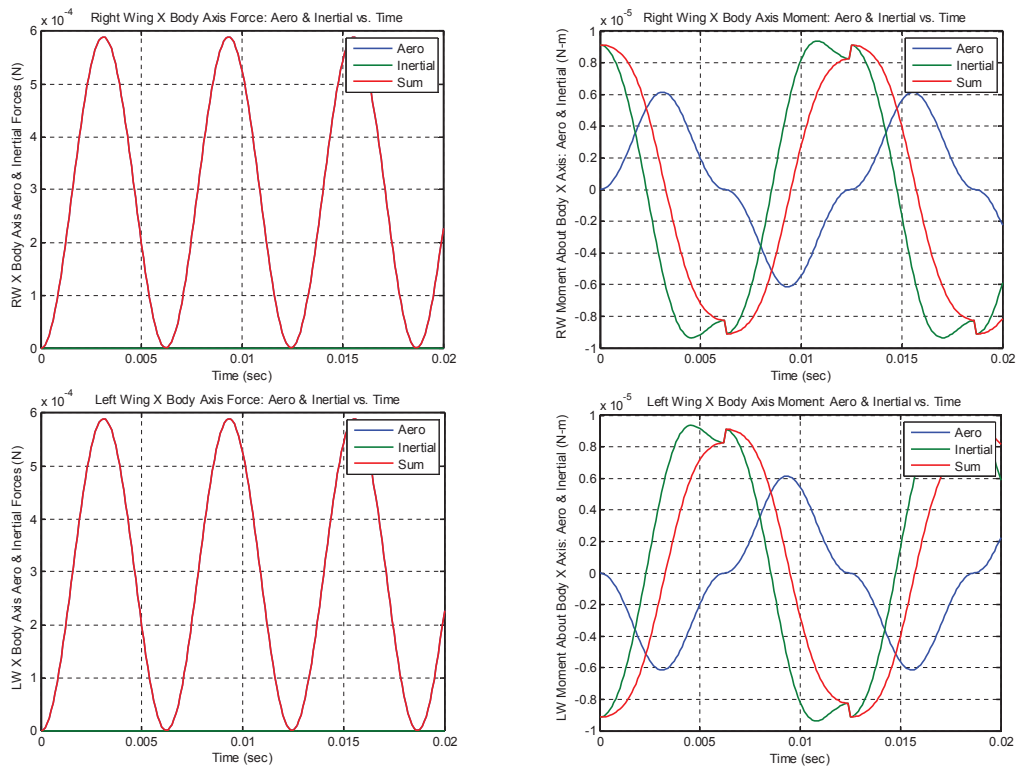 Right Wing X Body Axis Force: Aero & Inertial vs. Time
x 10^-4
6
5
4
3
2
1
0
0 0.005 0.01 0.015 0.02
RW X Body Axis Aero & Inertial Forces (N)
Time (sec)
Aero
Inertial
Sum
Right Wing X Body Axis Moment: Aero & Inertial vs. Time
x 10^-5
1
0.8
0.6
0.4
0.2
0
-0.2
-0.4
-0.6
-0.8
-1
0 0.005 0.01 0.015 0.02
RW Moment About Body X Axis: Aero & Inertial (N-m)
Time (sec)
Aero
Inertial
Sum
Left Wing X Body Axis Force: Aero & Inertial vs. Time
x 10^-4
6
5
4
3
2
1
0
0 0.005 0.01 0.015 0.02
LW X Body Axis Aero & Inertial Forces (N)
Time (sec)
Aero
Inertial
Sum
Left Wing X Body Axis Moment: Aero & Inertial vs. Time
x 10^-5
1
0.8
0.6
0.4
0.2
0
-0.2
-0.4
-0.6
-0.8
-1
0 0.005 0.01 0.015 0.02
LW Moment About Body X Axis: Aero & Inertial (N-m)
Time (sec)
Aero
Inertial
Sum